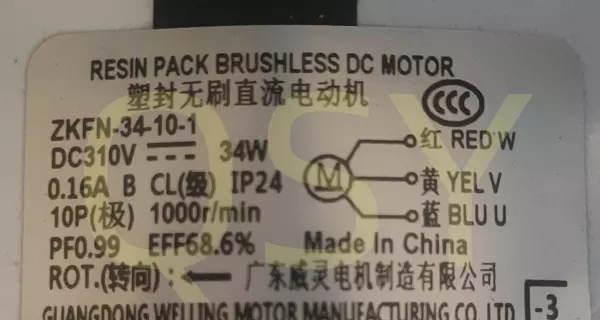 RESIN PACK BRUSHLESS DC MOTOR
塑封无刷直流电动机
CCC
ZKFN-34-10-1
DC310V 34W
0.16A B CL(级) IP24
10P(极) 1000r/min
PF0.99 EFF68.6%
M
红 RED W
黄 YEL V
蓝 BLU U
Made In China
ROT.(转向): ← 广东威灵电机制造有限公司
GUANGDONG WELLING MOTOR MANUFACTURING CO. LTD
-3
QSY